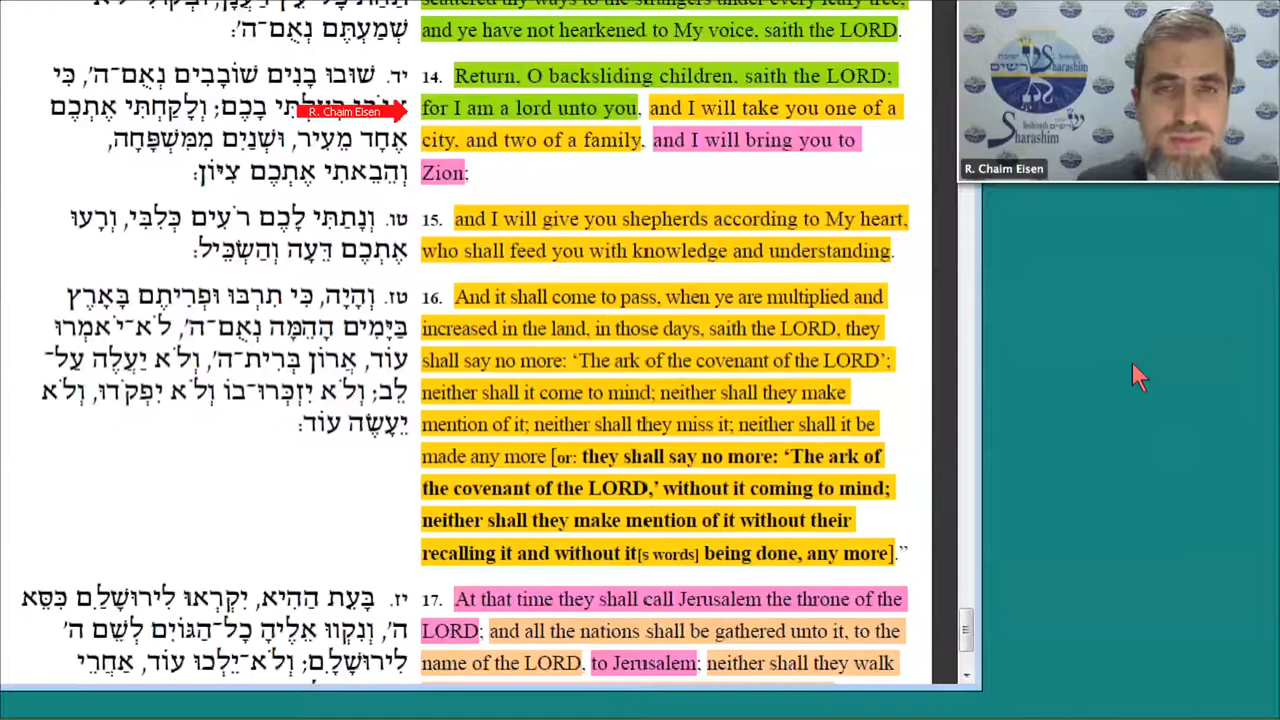 שְׁמַעְתֶּם נְאֻם־ה':
and ye have not hearkened to My voice, saith the LORD.
יד. שׁוּבוּ בָנִים שׁוֹבָבִים נְאֻם־ה', כִּי
בָכֶם; וְלָקַחְתִּי אֶתְכֶם
אֶחָד מֵעִיר, וּשְׁנַיִם מִמִּשְׁפָּחָה,
וְהֵבֵאתִי אֶתְכֶם צִיּוֹן:
R. Chaim Eisen
14. Return, O backsliding children, saith the LORD;
for I am a lord unto you, and I will take you one of a
city, and two of a family, and I will bring you to
Zion;
טו. וְנָתַתִּי לָכֶם רֹעִים כְּלִבִּי, וְרָעוּ
אֶתְכֶם דֵּעָה וְהַשְׂכֵּיל:
15. and I will give you shepherds according to My heart,
who shall feed you with knowledge and understanding.
טז. וְהָיָה, כִּי תִרְבּוּ וּפְרִיתֶם בָּאָרֶץ
בַּיָּמִים הָהֵמָּה נְאֻם־ה', לֹא־יֹאמְרוּ
עוֹד, אֲרוֹן בְּרִית־ה', וְלֹא יַעֲלֶה עַל־
לֵב; וְלֹא יִזְכְּרוּ־בוֹ וְלֹא יִפְקֹדוּ, וְלֹא
יֵעָשֶׂה עוֹד:
16. And it shall come to pass, when ye are multiplied and
increased in the land, in those days, saith the LORD, they
shall say no more: ‘The ark of the covenant of the LORD’;
neither shall it come to mind; neither shall they make
mention of it; neither shall they miss it; neither shall it be
made any more [or: they shall say no more: ‘The ark of
the covenant of the LORD,’ without it coming to mind;
neither shall they make mention of it without their
recalling it and without it[s words] being done, any more].”
יז. בָּעֵת הַהִיא, יִקְרְאוּ לִירוּשָׁלִַם כִּסֵּא
ה', וְנִקְווּ אֵלֶיהָ כָל־הַגּוֹיִם לְשֵׁם ה'
לִירוּשָׁלִָם; וְלֹא־יֵלְכוּ עוֹד, אַחֲרֵי
17. At that time they shall call Jerusalem the throne of the
LORD; and all the nations shall be gathered unto it, to the
name of the LORD, to Jerusalem; neither shall they walk
Sharashim
R. Chaim Eisen